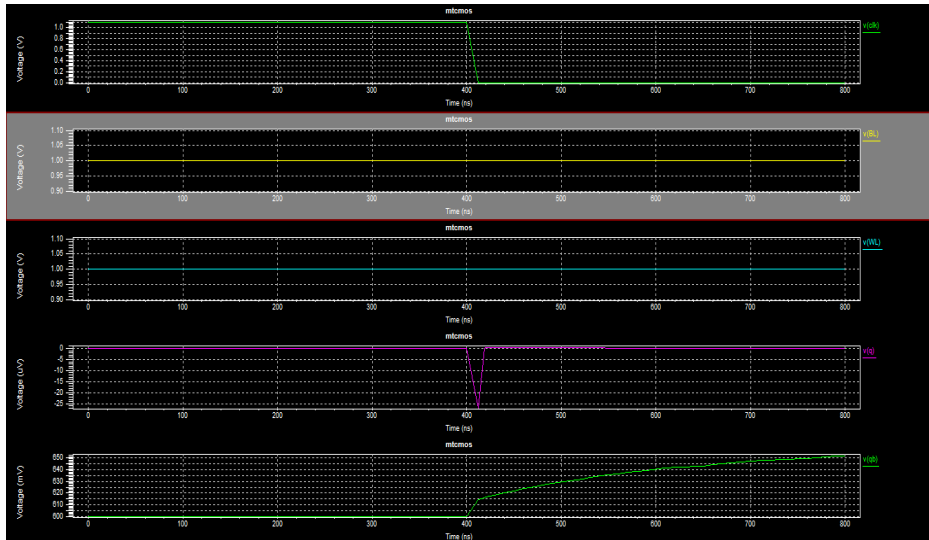 mtcmos
Voltage (V)
1.0
0.8
0.6
0.4
0.2
0.0
v(clk)
0 100 200 300 400 500 600 700 800
Time (ns)
mtcmos
Voltage (V)
1.10
1.05
1.00
0.95
0.90
v(BL)
0 100 200 300 400 500 600 700 800
Time (ns)
mtcmos
Voltage (V)
1.10
1.05
1.00
0.95
0.90
v(WL)
0 100 200 300 400 500 600 700 800
Time (ns)
mtcmos
Voltage (uV)
0
-5
-10
-15
-20
-25
v(q)
0 100 200 300 400 500 600 700 800
Time (ns)
mtcmos
Voltage (mV)
650
640
630
620
610
600
v(qb)
0 100 200 300 400 500 600 700 800
Time (ns)